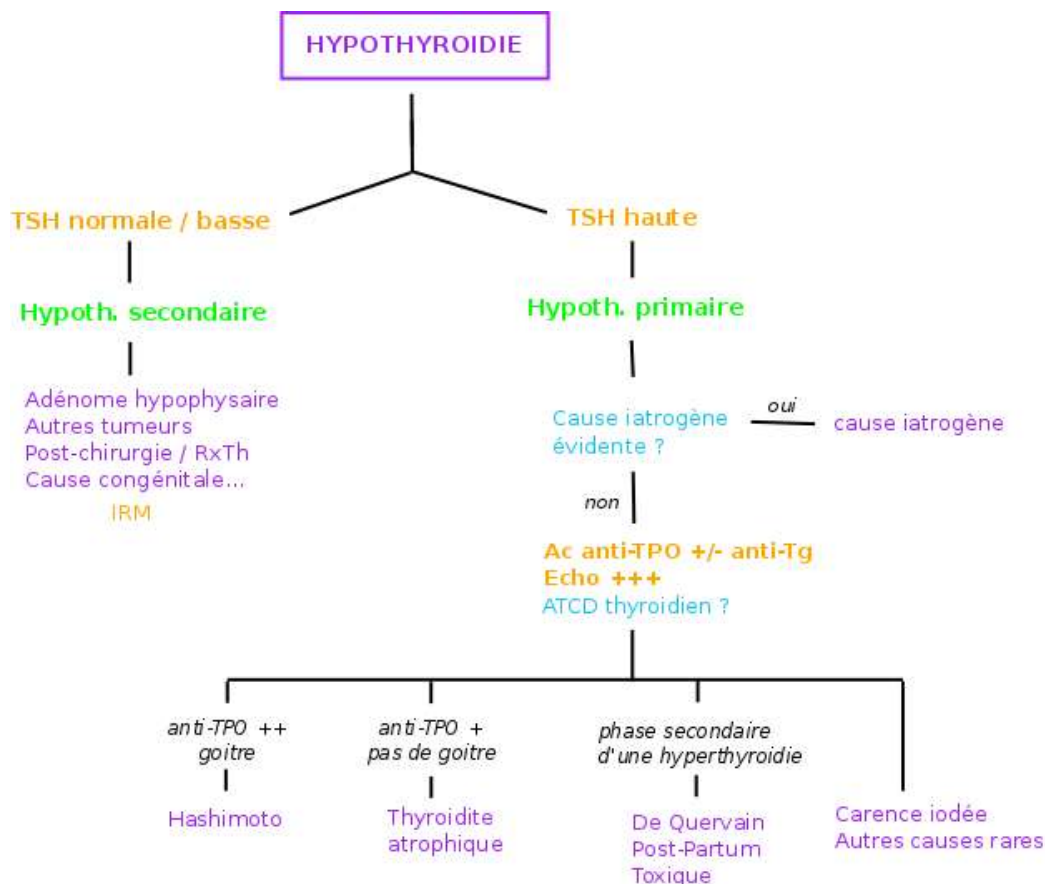 HYPOTHYROIDIE
TSH normale / basse
TSH haute
Hypoth. secondaire
Hypoth. primaire
Adénome hypophysaire
Autres tumeurs
Post-chirurgie / RxTh
Cause congénitale...
IRM
Cause iatrogène
évidente ?
oui
cause iatrogène
non
Ac anti-TPO +/- anti-Tg
Echo +++
ATCD thyroidien ?
anti-TPO ++
goitre
anti-TPO +
pas de goitre
phase secondaire
d'une hyperthyroidie
Hashimoto
Thyroidite
atrophique
De Quervain
Post-Partum
Toxique
Carence iodée
Autres causes rares